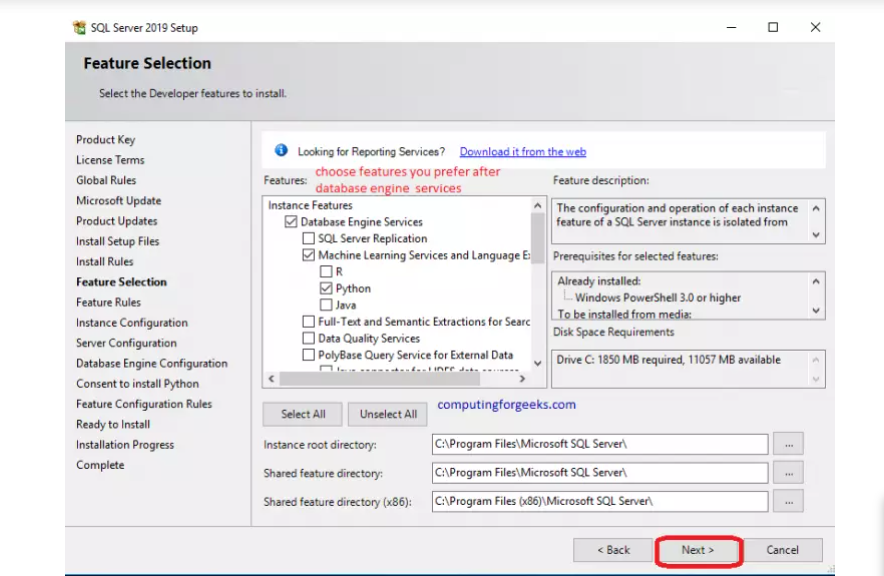 SQL Server 2019 Setup
Feature Selection
Select the Developer features to install.
Product Key
License Terms
Global Rules
Microsoft Update
Product Updates
Install Setup Files
Install Rules
Feature Selection
Feature Rules
Instance Configuration
Server Configuration
Database Engine Configuration
Consent to install Python
Feature Configuration Rules
Ready to Install
Installation Progress
Complete
Looking for Reporting Services? Download it from the web
Features:
choose features you prefer after
database engine services
Instance Features
Database Engine Services
SQL Server Replication
Machine Learning Services and Language E
R
Python
Java
Full-Text and Semantic Extractions for Searc
Data Quality Services
PolyBase Query Service for External Data
Java connector for HDFS data sources
Feature description:
The configuration and operation of each instance
feature of a SQL Server instance is isolated from
Prerequisites for selected features:
Already installed:
Windows PowerShell 3.0 or higher
To be installed from media:
Disk Space Requirements
Drive C: 1850 MB required, 11057 MB available
Select All
Unselect All
computingforgeeks.com
Instance root directory:
C:\Program Files\Microsoft SQL Server\
...
Shared feature directory:
C:\Program Files\Microsoft SQL Server\
...
Shared feature directory (x86):
C:\Program Files (x86)\Microsoft SQL Server\
...
< Back
Next >
Cancel